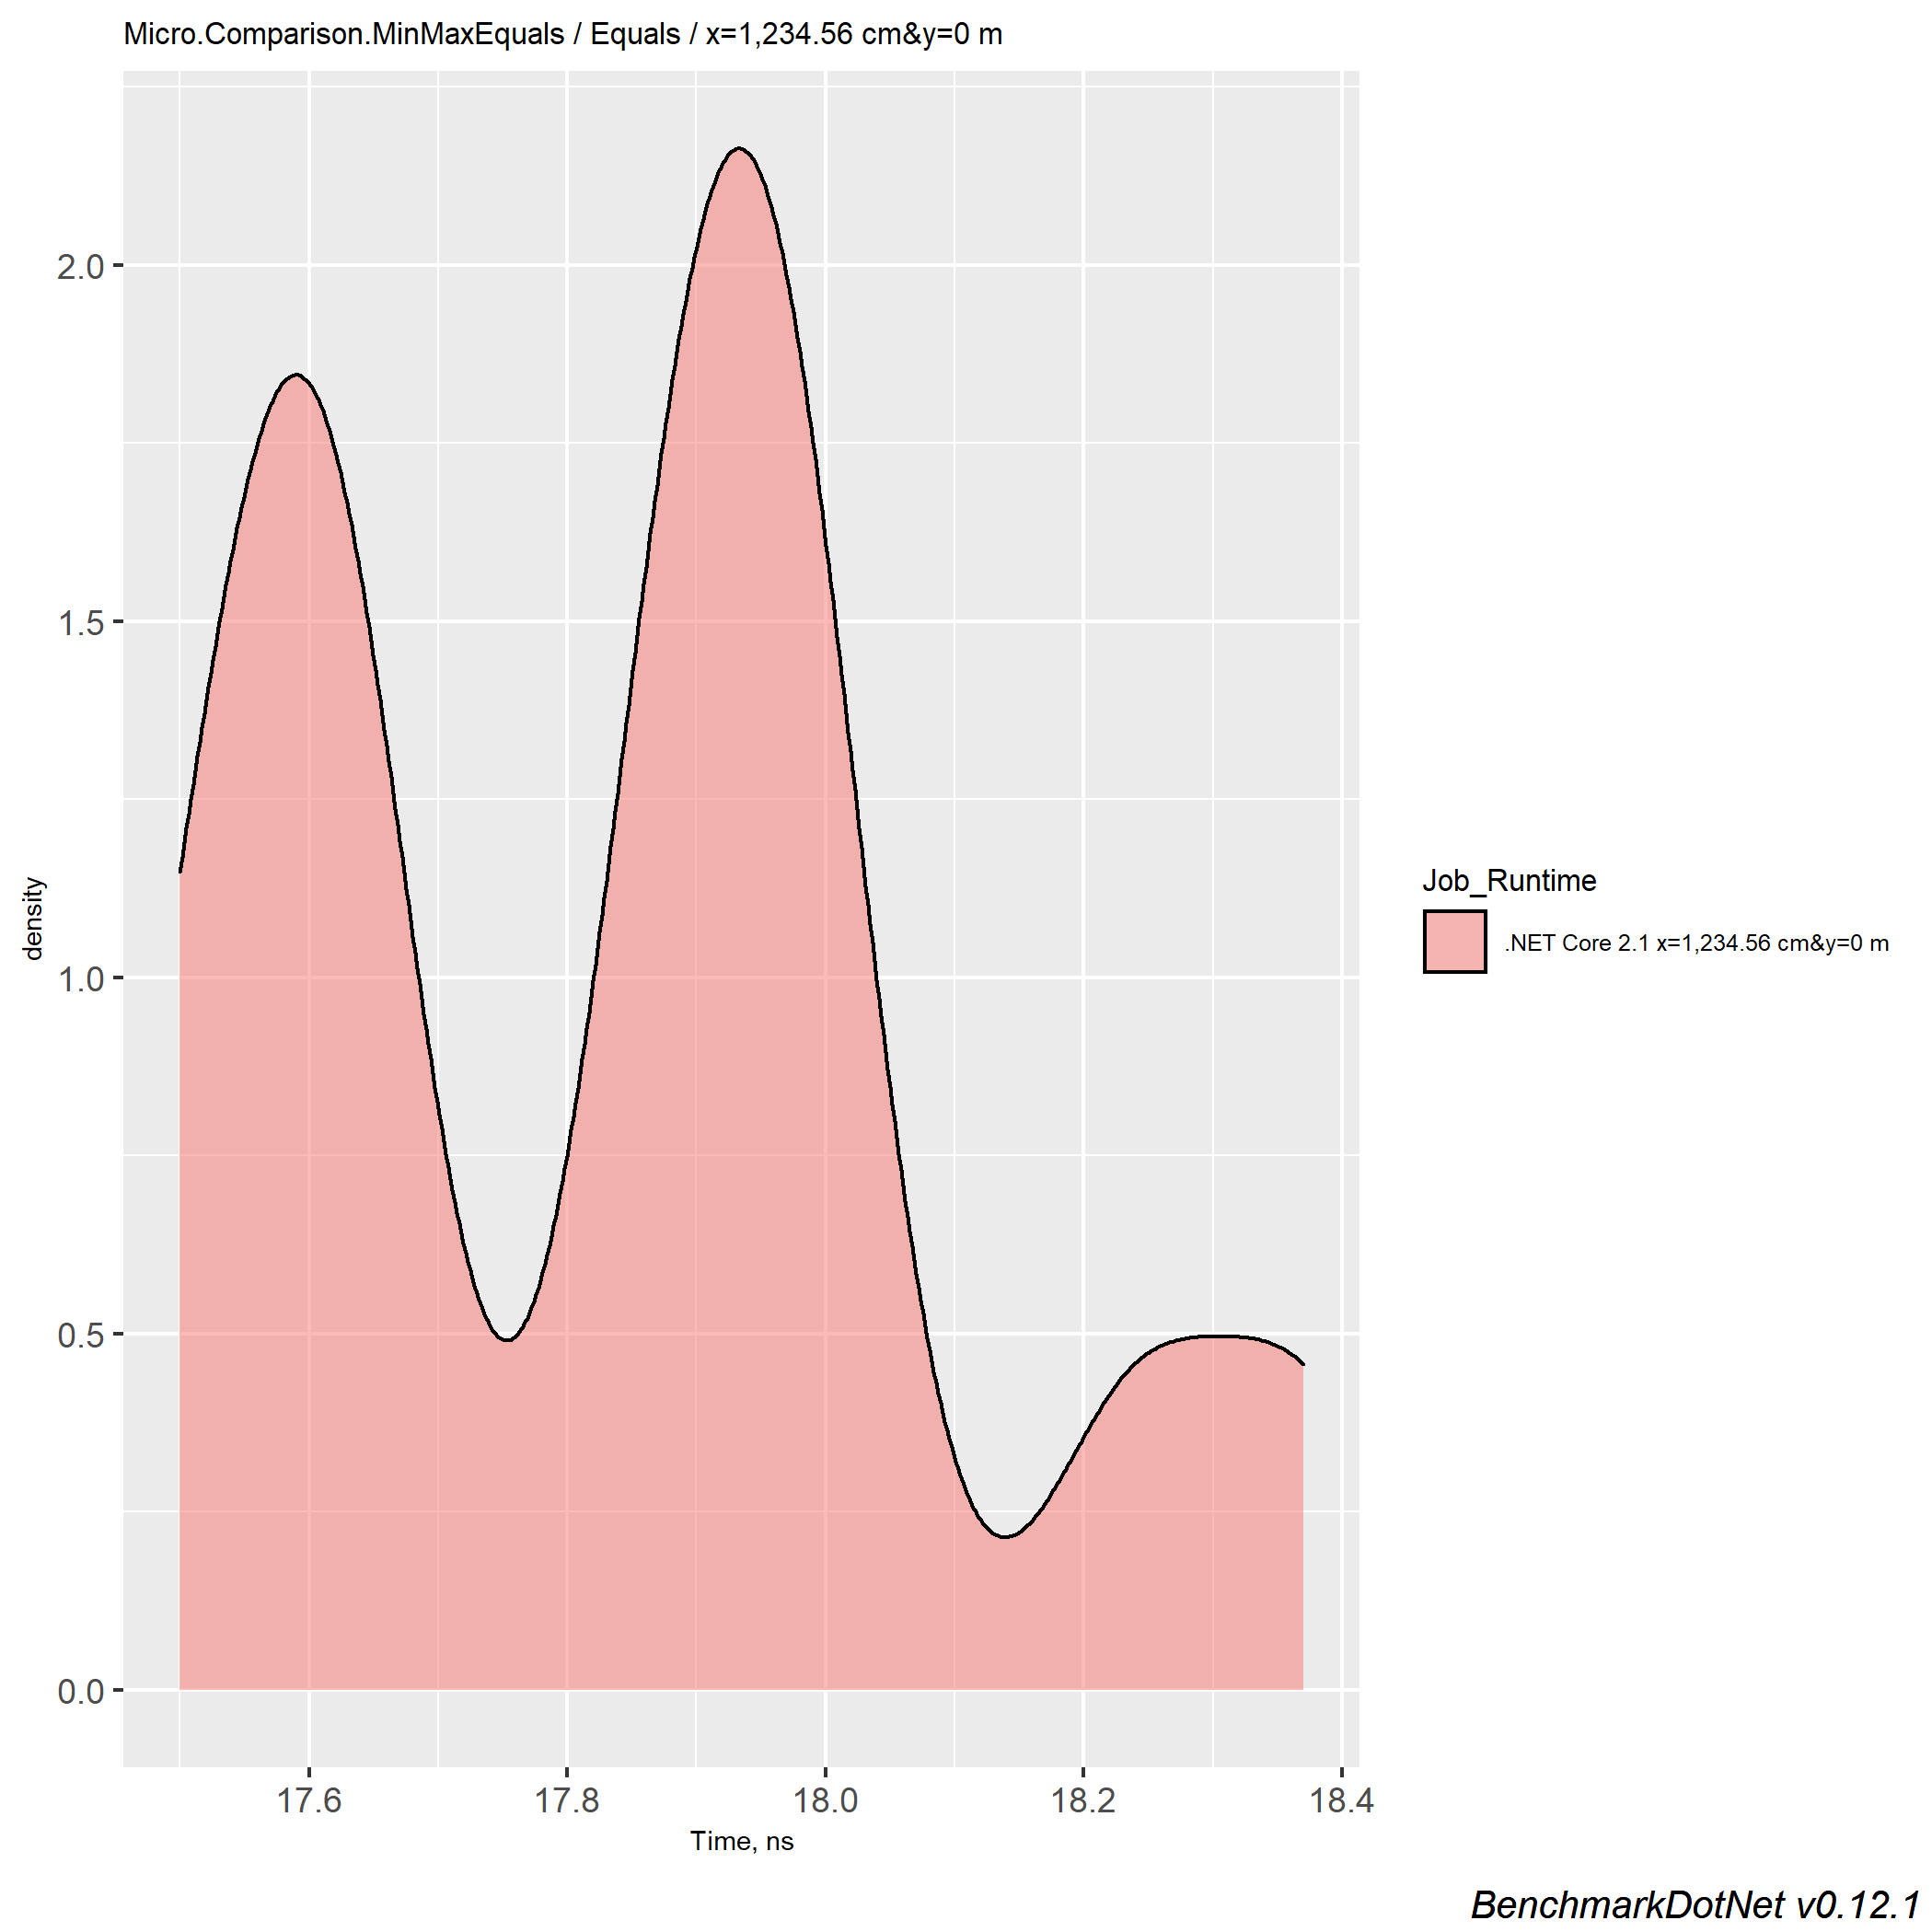 Micro.Comparison.MinMaxEquals / Equals / x=1,234.56 cm&y=0 m
2.0
1.5
1.0
0.5
0.0
density
17.6 17.8 18.0 18.2 18.4
Time, ns
Job_Runtime
.NET Core 2.1 x=1,234.56 cm&y=0 m
BenchmarkDotNet v0.12.1